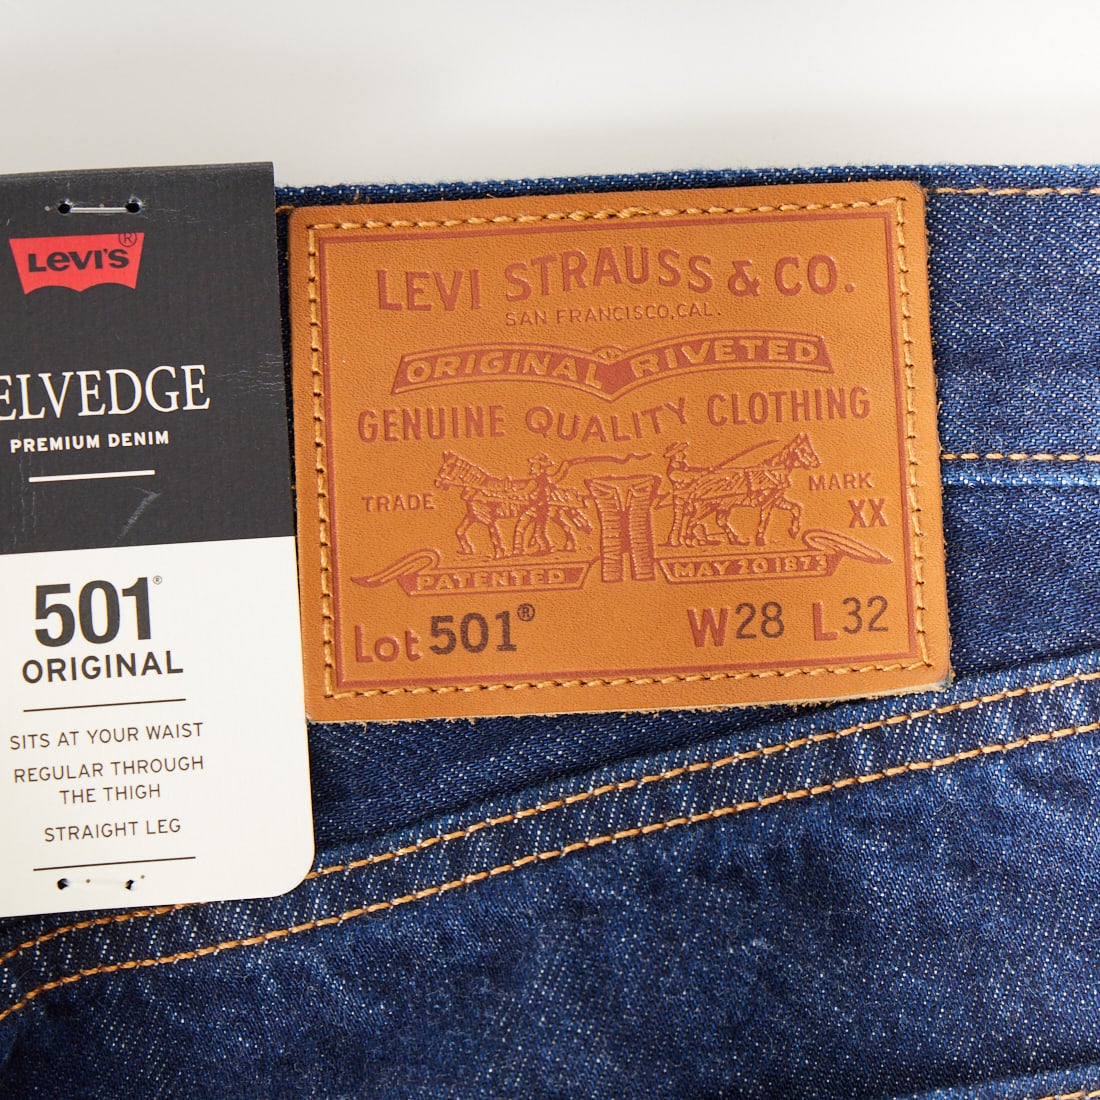 LEVI'S®
ELVEDGE
PREMIUM DENIM
501®
ORIGINAL
SITS AT YOUR WAIST
REGULAR THROUGH
THE THIGH
STRAIGHT LEG
LEVI STRAUSS & CO.
SAN FRANCISCO, CAL.
ORIGINAL RIVETED
GENUINE QUALITY CLOTHING
TRADE MARK
XX
PATENTED MAY 20 1873
Lot 501® W28 L32